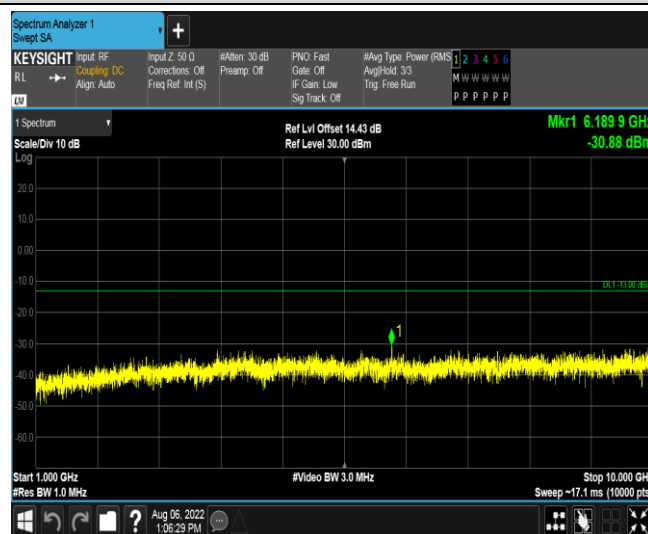 Spectrum Analyzer 1
Swept SA
+
KEYSIGHT Input: RF Input Z: 50 Ω #Atten: 30 dB PNO: Fast #Avg Type: Power (RMS 1 2 3 4 5 6
RL Coupling: DC Corrections: Off Preamp: Off Gate: Off Avg|Hold: 3/3 M W W W W W
Align: Auto Freq Ref: Int (S) IF Gain: Low Trig: Free Run
LXI Sig Track: Off P P P P P P
1 Spectrum Ref Lvl Offset 14.43 dB Mkr1 6.189 9 GHz
Scale/Div 10 dB Ref Level 30.00 dBm -30.88 dBm
Log
20.0
10.0
0.00
-10.0
DL1 -13.00 dBm
-20.0
-30.0
1
-40.0
-50.0
-60.0
Start 1.000 GHz #Video BW 3.0 MHz Stop 10.000 GHz
#Res BW 1.0 MHz Sweep ~17.1 ms (10000 pts
? Aug 06, 2022
1:06:29 PM